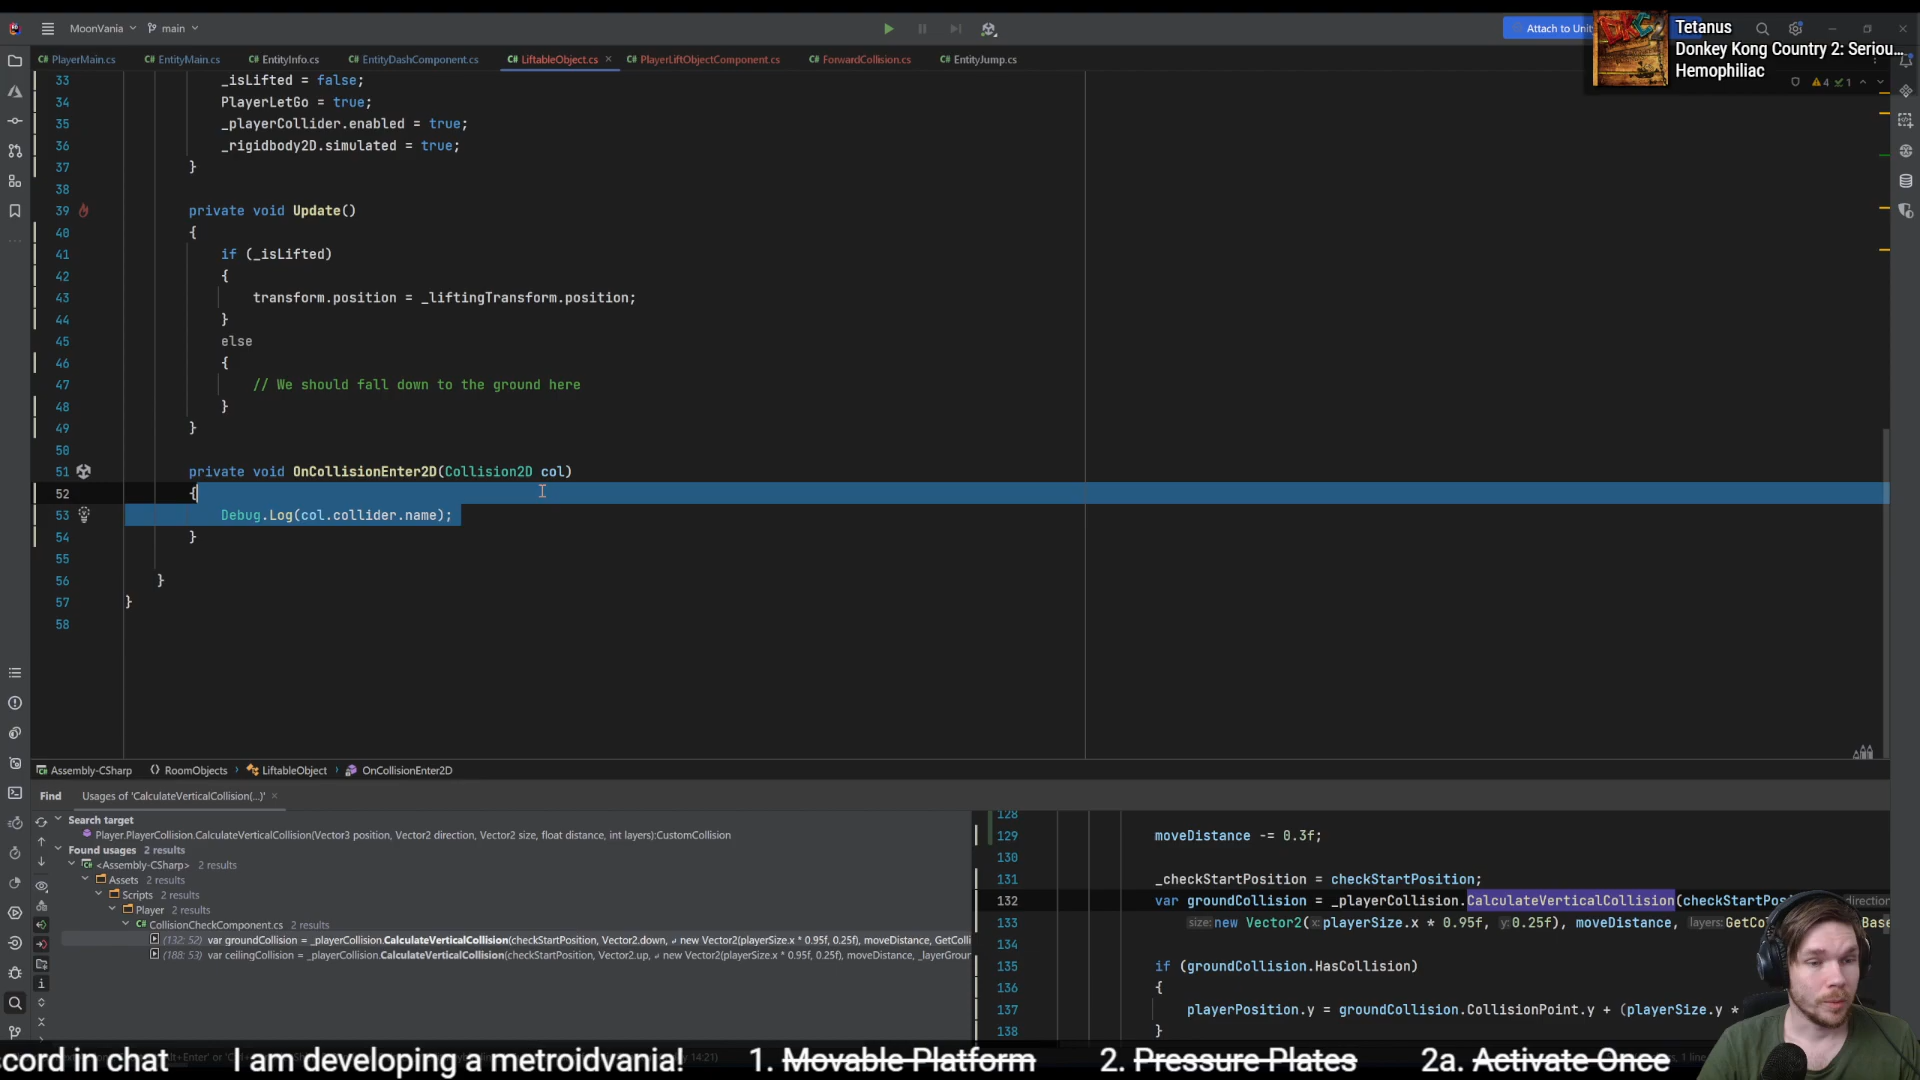 MoonVania
main
Attach to Unit
Tetanus
Donkey Kong Country 2: Seriou...
Hemophiliac
PlayerMain.cs
EntityMain.cs
EntityInfo.cs
EntityDashComponent.cs
LiftableObject.cs
PlayerLiftObjectComponent.cs
ForwardCollision.cs
EntityJump.cs
4 1
33 _isLifted = false;
34 PlayerLetGo = true;
35 _playerCollider.enabled = true;
36 _rigidbody2D.simulated = true;
37 }
38
39 private void Update()
40 {
41 if (_isLifted)
42 {
43 transform.position = _liftingTransform.position;
44 }
45 else
46 {
47 // We should fall down to the ground here
48 }
49 }
50
51 private void OnCollisionEnter2D(Collision2D col)
52 {
53 Debug.Log(col.collider.name);
54 }
55
56 }
57 }
58
Assembly-CSharp RoomObjects LiftableObject OnCollisionEnter2D
Find Usages of 'CalculateVerticalCollision(...)'
Search target
Player.PlayerCollision.CalculateVerticalCollision(Vector3 position, Vector2 direction, Vector2 size, float distance, int layers):CustomCollision
Found usages 2 results
<Assembly-CSharp> 2 results
Assets 2 results
Scripts 2 results
Player 2 results
CollisionCheckComponent.cs 2 results
(132; 52) var groundCollision = _playerCollision.CalculateVerticalCollision(checkStartPosition, Vector2.down, new Vector2(playerSize.x * 0.95f, 0.25f), moveDistance, GetColli
(188; 53) var ceilingCollision = _playerCollision.CalculateVerticalCollision(checkStartPosition, Vector2.up, new Vector2(playerSize.x * 0.95f, 0.25f), moveDistance, _layerGroun
128
129 moveDistance -= 0.3f;
130
131 _checkStartPosition = checkStartPosition;
132 var groundCollision = _playerCollision.CalculateVerticalCollision(checkStartPos direction
133 size: new Vector2(x: playerSize.x * 0.95f, y: 0.25f), moveDistance, layers: GetCo Base
134
135 if (groundCollision.HasCollision)
136 {
137 playerPosition.y = groundCollision.CollisionPoint.y + (playerSize.y *
138 }
cord in chat I am developing a metroidvania! 1. Movable Platform 2. Pressure Plates 2a. Activate Once